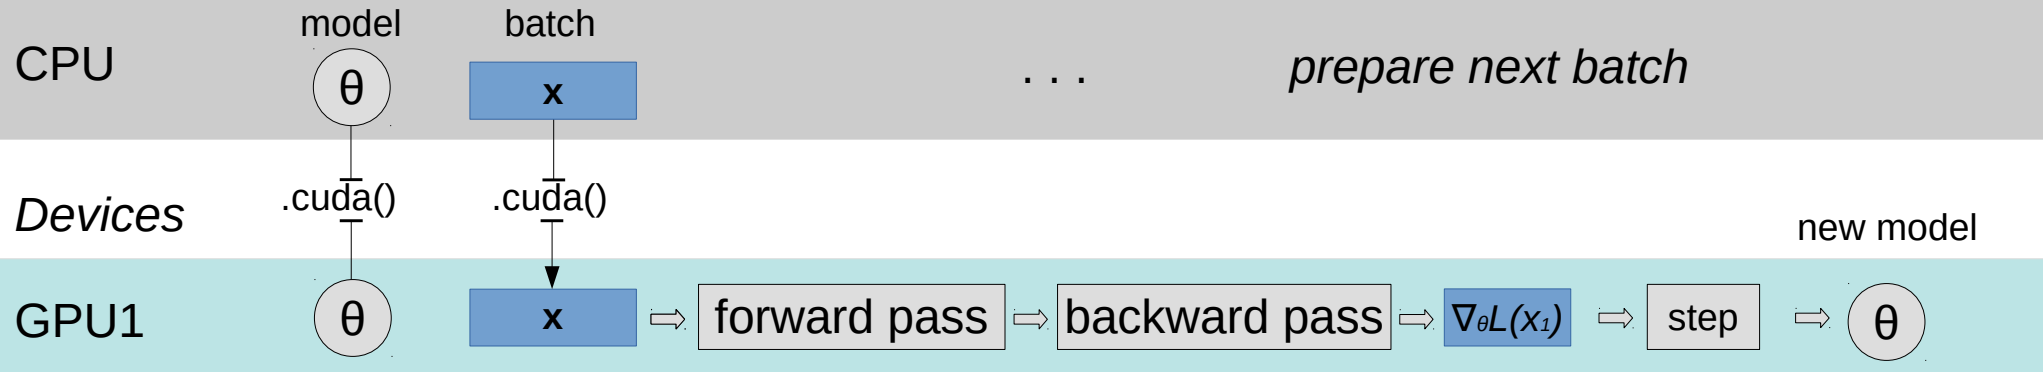 model batch
CPU θ x . . . prepare next batch
.cuda() .cuda()
Devices
new model
GPU1 θ x forward pass backward pass ∇θL(x₁) step θ